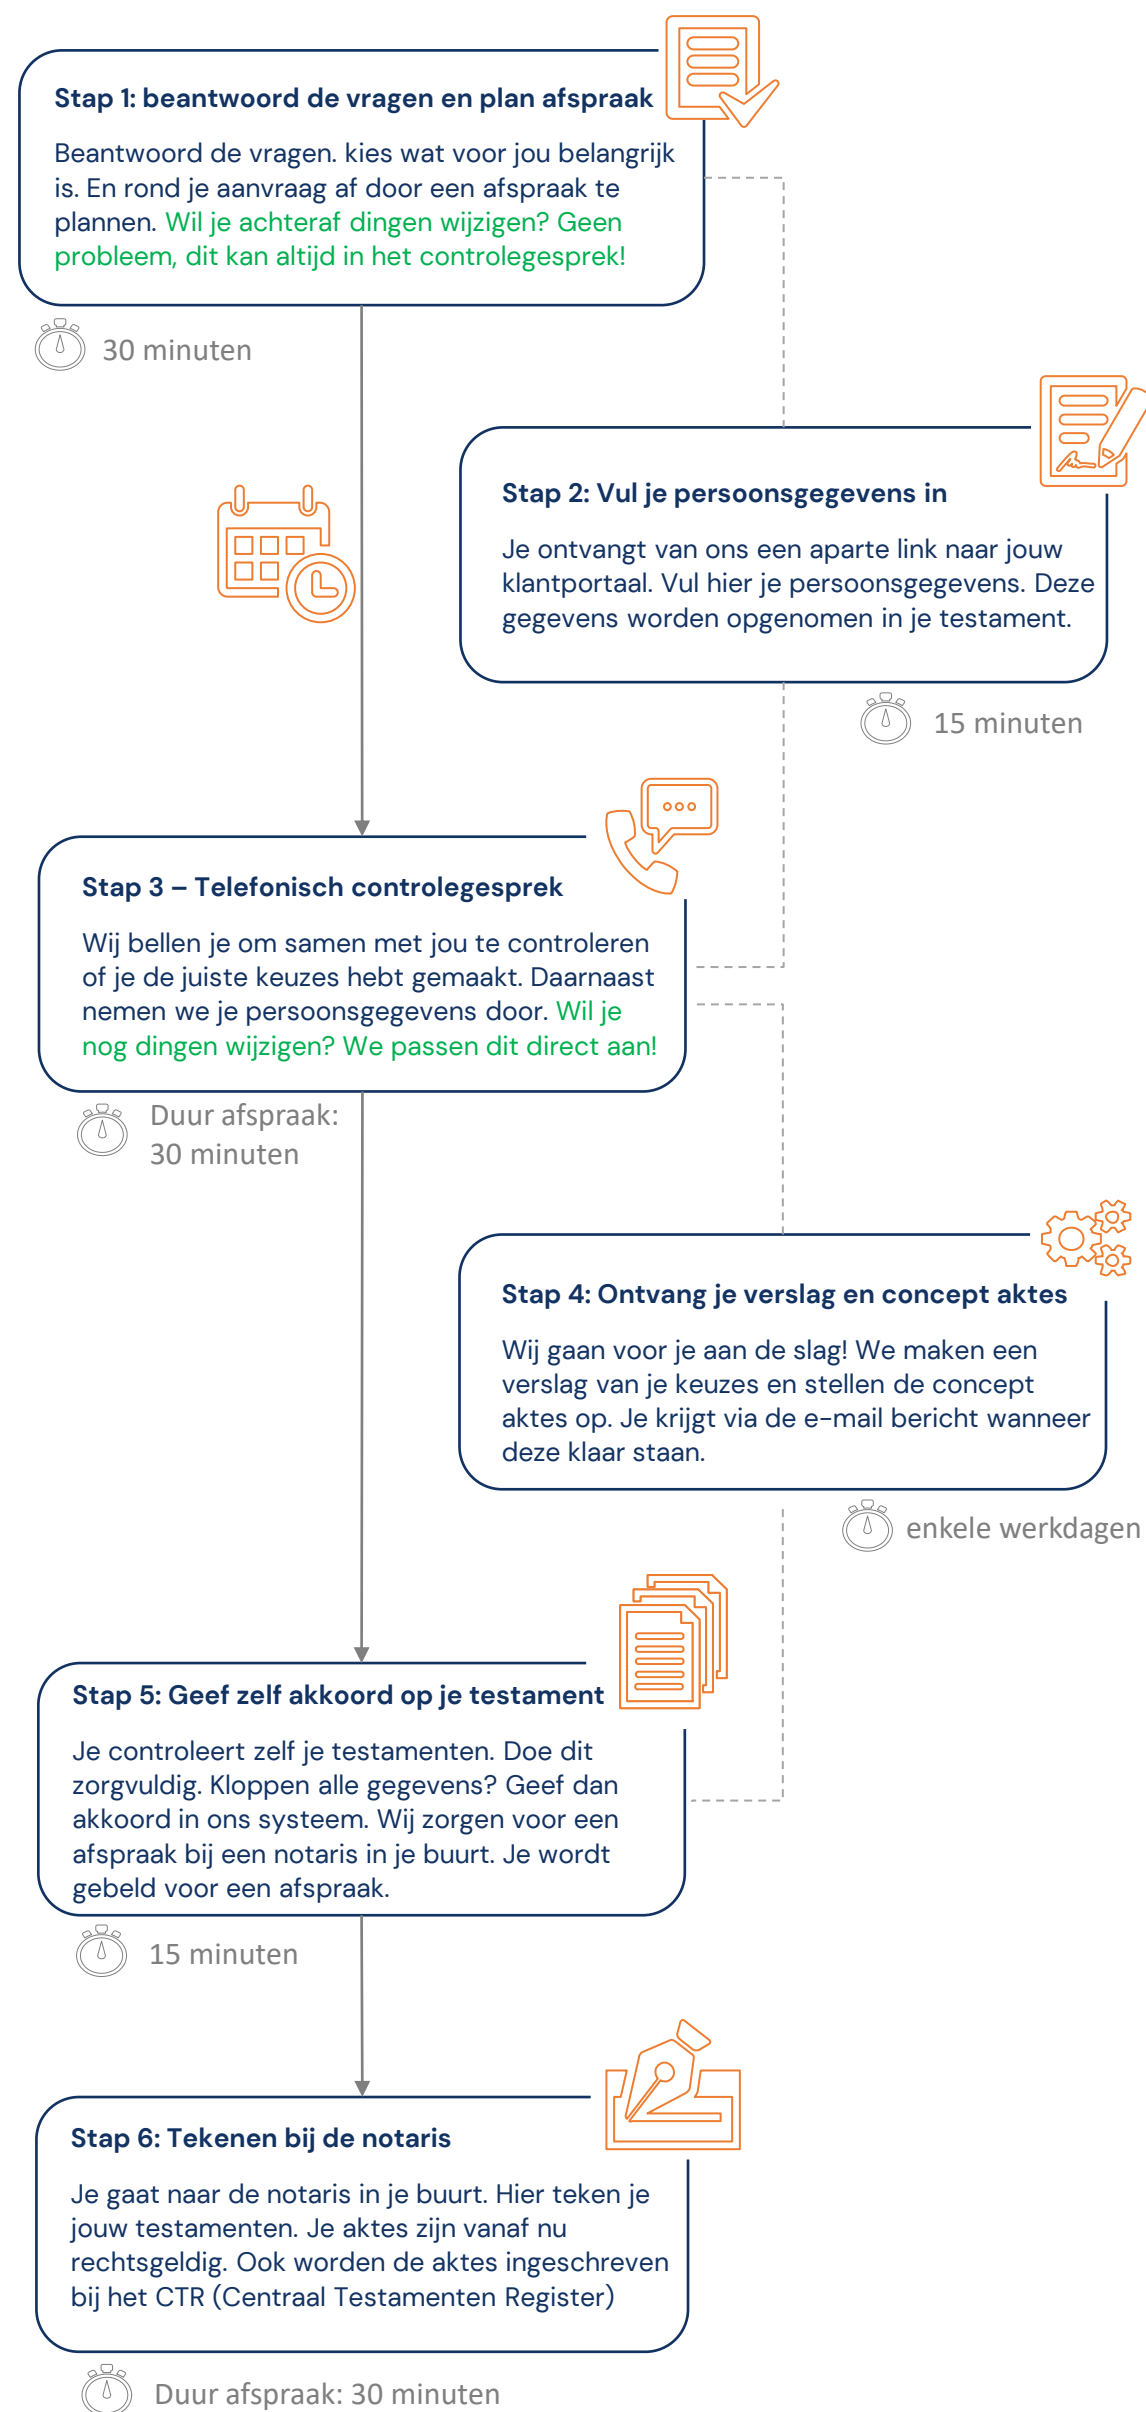 Stap 1: beantwoord de vragen en plan afspraak
Beantwoord de vragen. kies wat voor jou belangrijk
is. En rond je aanvraag af door een afspraak te
plannen. Wil je achteraf dingen wijzigen? Geen
probleem, dit kan altijd in het controlegesprek!
30 minuten
Stap 2: Vul je persoonsgegevens in
Je ontvangt van ons een aparte link naar jouw
klantportaal. Vul hier je persoonsgegevens. Deze
gegevens worden opgenomen in je testament.
15 minuten
Stap 3 – Telefonisch controlegesprek
Wij bellen je om samen met jou te controleren
of je de juiste keuzes hebt gemaakt. Daarnaast
nemen we je persoonsgegevens door. Wil je
nog dingen wijzigen? We passen dit direct aan!
Duur afspraak:
30 minuten
Stap 4: Ontvang je verslag en concept aktes
Wij gaan voor je aan de slag! We maken een
verslag van je keuzes en stellen de concept
aktes op. Je krijgt via de e-mail bericht wanneer
deze klaar staan.
enkele werkdagen
Stap 5: Geef zelf akkoord op je testament
Je controleert zelf je testamenten. Doe dit
zorgvuldig. Kloppen alle gegevens? Geef dan
akkoord in ons systeem. Wij zorgen voor een
afspraak bij een notaris in je buurt. Je wordt
gebeld voor een afspraak.
15 minuten
Stap 6: Tekenen bij de notaris
Je gaat naar de notaris in je buurt. Hier teken je
jouw testamenten. Je aktes zijn vanaf nu
rechtsgeldig. Ook worden de aktes ingeschreven
bij het CTR (Centraal Testamenten Register)
Duur afspraak: 30 minuten